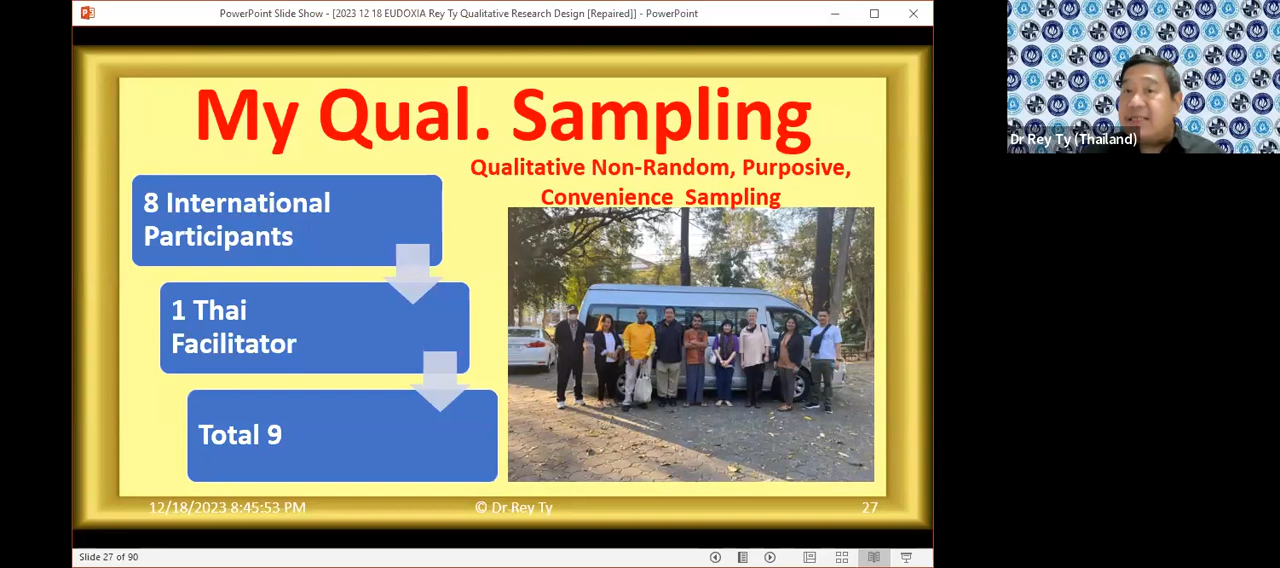 PowerPoint Slide Show - [2023 12 18 EUDOXIA Rey Ty Qualitative Research Design [Repaired]] - PowerPoint
My Qual. Sampling
Qualitative Non-Random, Purposive,
Convenience Sampling
8 International
Participants
1 Thai
Facilitator
Total 9
12/18/2023 8:45:53 PM
© Dr Rey Ty
27
Slide 27 of 90
Dr Rey Ty (Thailand)